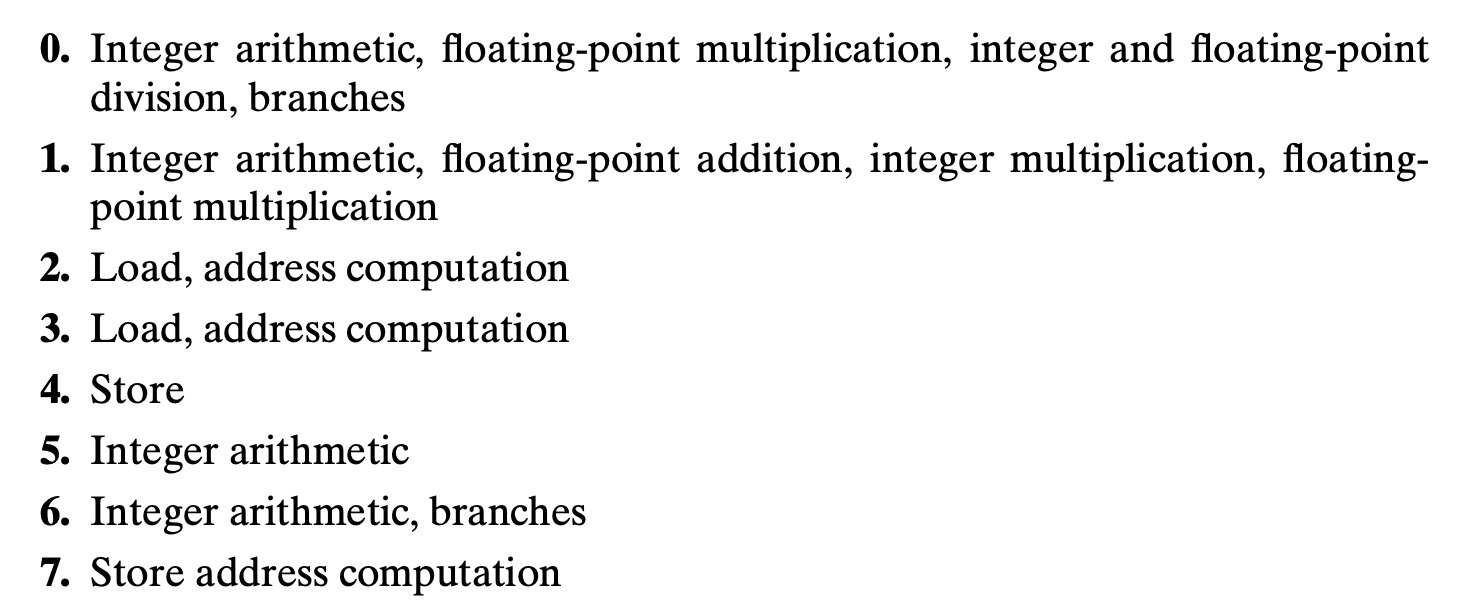 0. Integer arithmetic, floating-point multiplication, integer and floating-point
division, branches
1. Integer arithmetic, floating-point addition, integer multiplication, floating-
point multiplication
2. Load, address computation
3. Load, address computation
4. Store
5. Integer arithmetic
6. Integer arithmetic, branches
7. Store address computation